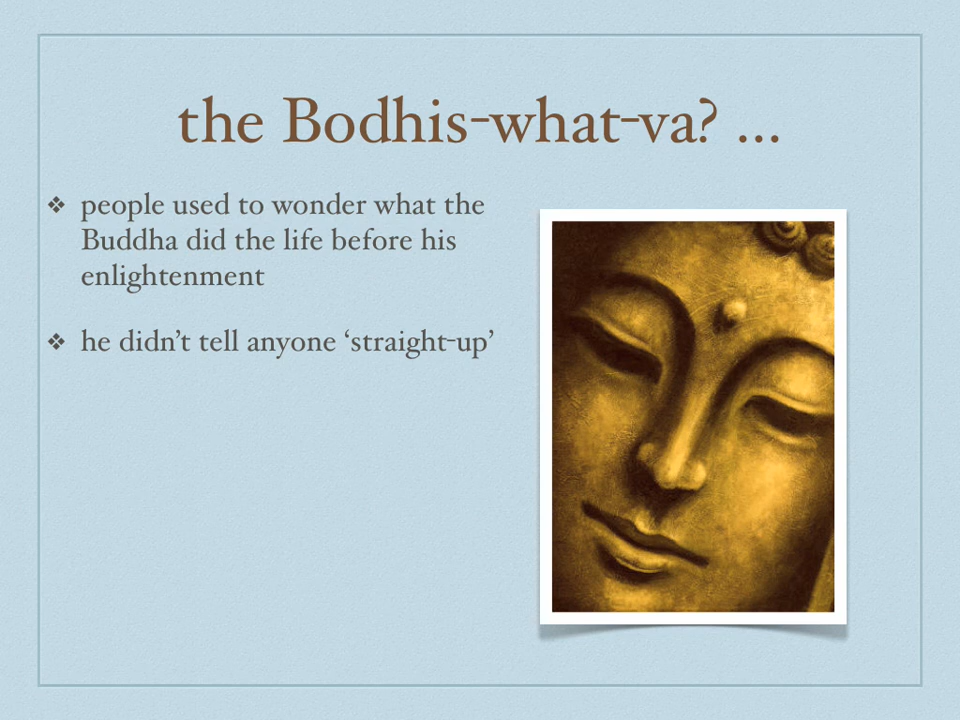 the Bodhis-what-va? ...
❖ people used to wonder what the
Buddha did the life before his
enlightenment
❖ he didn’t tell anyone ‘straight-up’